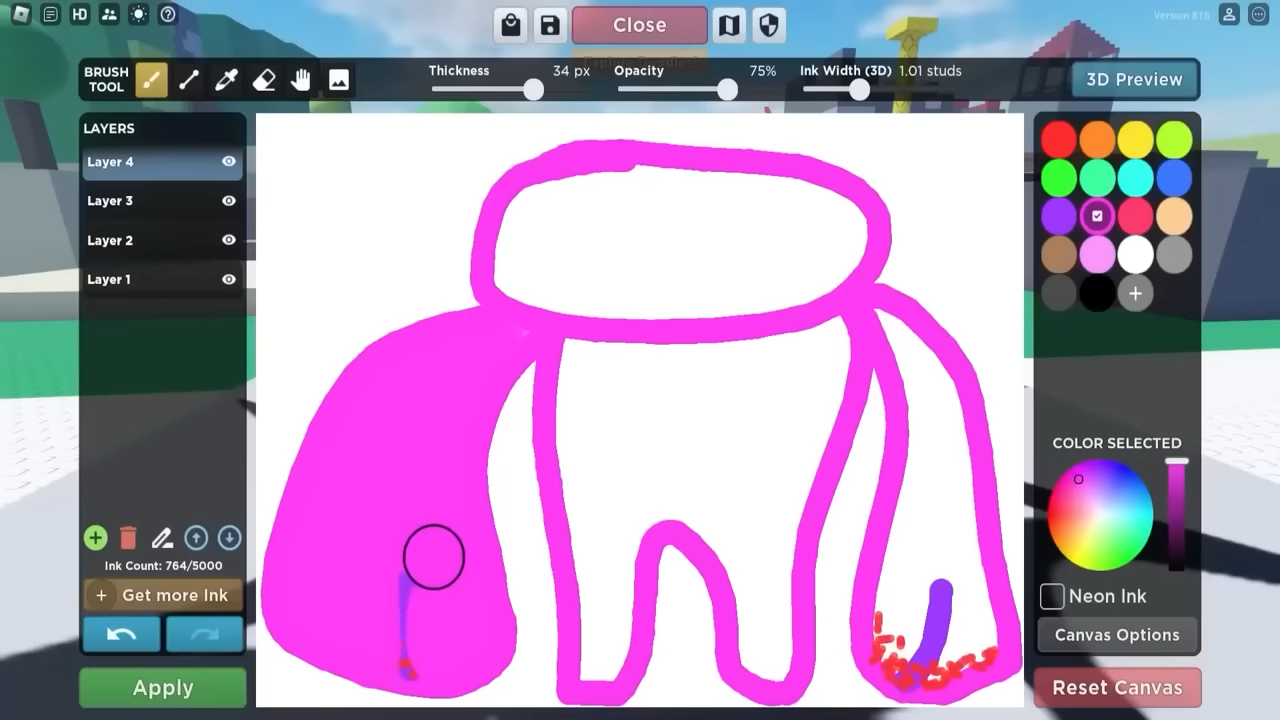 HD
Close
Version 816
BRUSH
TOOL
Thickness 34 px
Opacity 75%
Ink Width (3D) 1.01 studs
3D Preview
LAYERS
Layer 4
Layer 3
Layer 2
Layer 1
Ink Count: 764/5000
+ Get more Ink
Apply
+
COLOR SELECTED
Neon Ink
Canvas Options
Reset Canvas